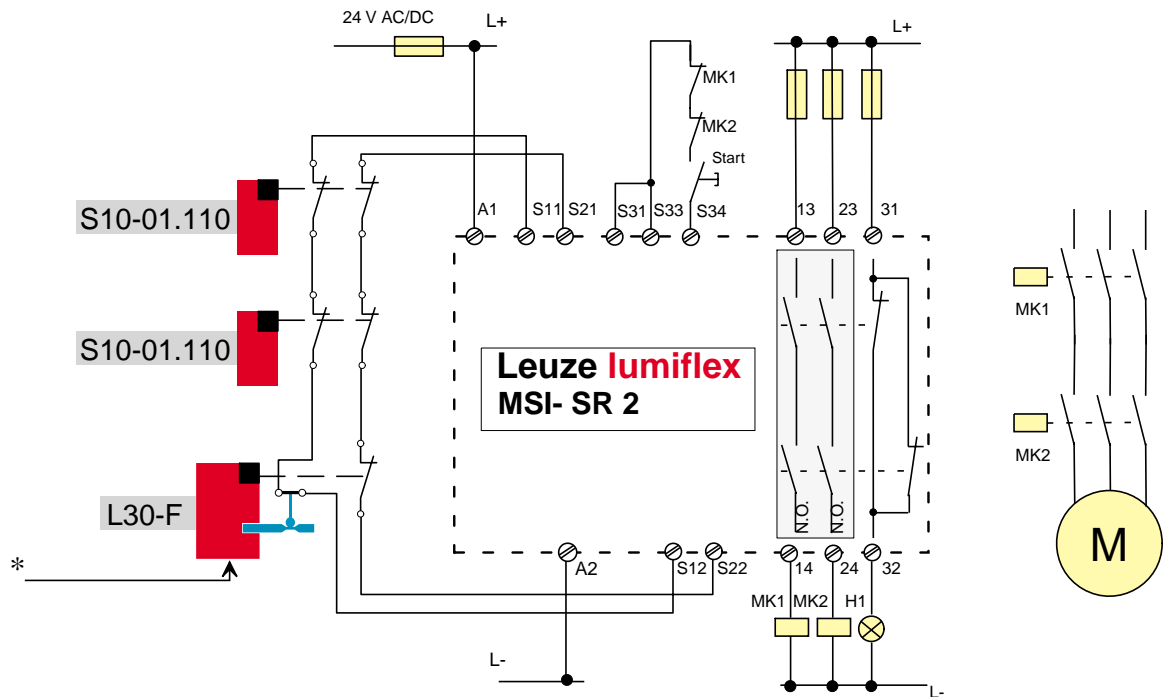 24 V AC/DC
L+
L+
MK1
MK2
Start
S10-01.110
A1
S11
S21
S31
S33
S34
13
23
31
MK1
S10-01.110
Leuze lumiflex
MSI- SR 2
MK2
L30-F
N.O.
N.O.
M
*
A2
S12
S22
14
24
32
MK1
MK2
H1
L-
L-